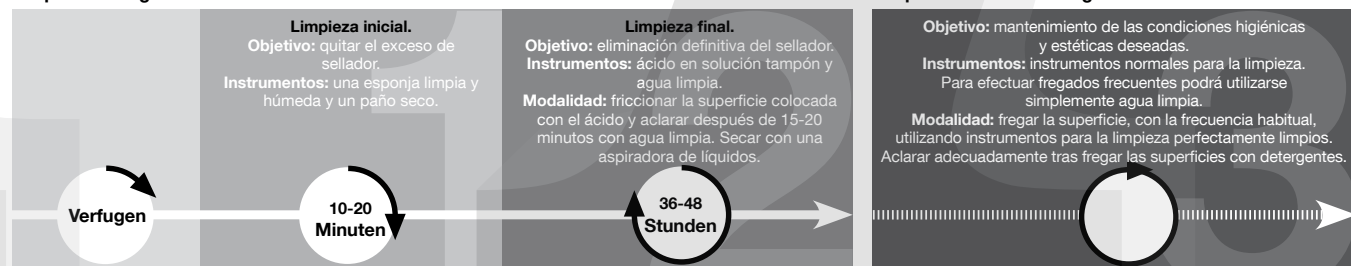 Limpieza inicial.
Objetivo: quitar el exceso de
sellador.
Instrumentos: una esponja limpia y
húmeda y un paño seco.
Limpieza final.
Objetivo: eliminación definitiva del sellador.
Instrumentos: ácido en solución tampón y
agua limpia.
Modalidad: friccionar la superficie colocada
con el ácido y aclarar después de 15-20
minutos con agua limpia. Secar con una
aspiradora de líquidos.
Objetivo: mantenimiento de las condiciones higiénicas
y estéticas deseadas.
Instrumentos: instrumentos normales para la limpieza.
Para efectuar fregados frecuentes podrá utilizarse
simplemente agua limpia.
Modalidad: fregar la superficie, con la frecuencia habitual,
utilizando instrumentos para la limpieza perfectamente limpios.
Aclarar adecuadamente tras fregar las superficies con detergentes.
Verfugen
10-20
Minuten
36-48
Stunden
1
2
3